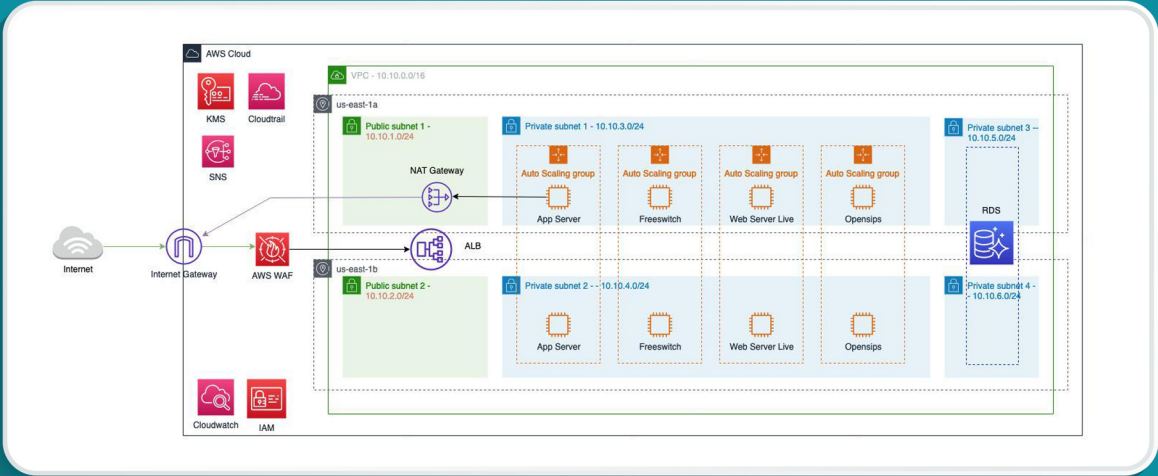 AWS Cloud
VPC - 10.10.0.0/16
KMS
Cloudtrail
SNS
us-east-1a
Public subnet 1 -
10.10.1.0/24
Private subnet 1 - 10.10.3.0/24
Private subnet 3 –
10.10.5.0/24
Auto Scaling group
Auto Scaling group
Auto Scaling group
Auto Scaling group
NAT Gateway
App Server
Freeswitch
Web Server Live
Opensips
RDS
Internet
Internet Gateway
AWS WAF
ALB
us-east-1b
Public subnet 2 -
10.10.2.0/24
Private subnet 2 - - 10.10.4.0/24
Private subnet 4 -
- 10.10.6.0/24
App Server
Freeswitch
Web Server Live
Opensips
Cloudwatch
IAM